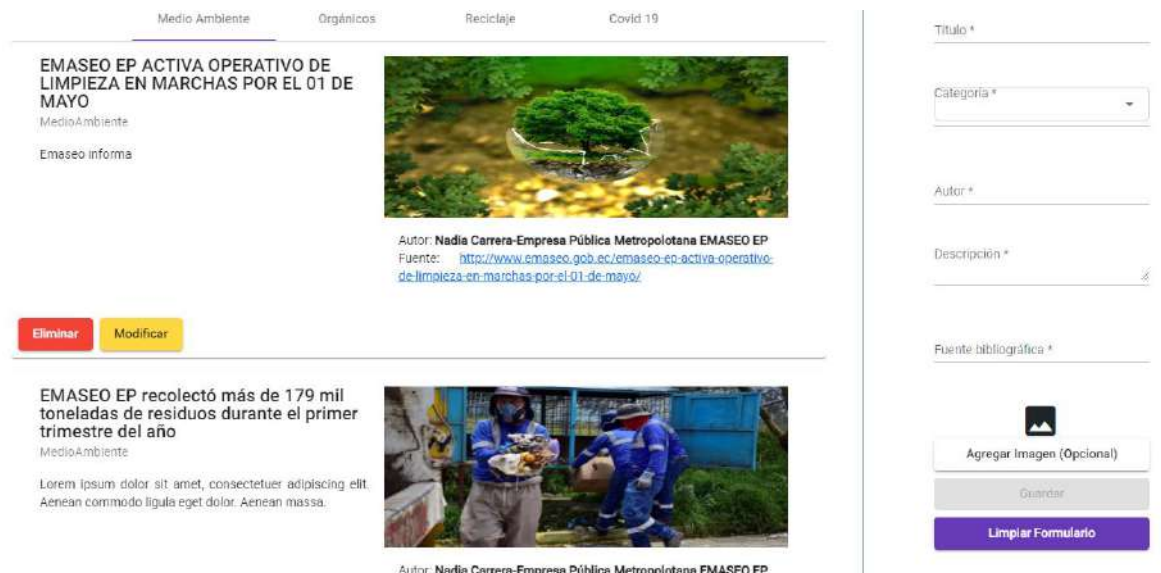 Medio Ambiente Orgánicos Reciclaje Covid 19
EMASEO EP ACTIVA OPERATIVO DE
LIMPIEZA EN MARCHAS POR EL 01 DE
MAYO
MedioAmbiente
Emaseo informa
Autor: Nadia Carrera-Empresa Pública Metropolotana EMASEO EP
Fuente: http://www.emaseo.gob.ec/emaseo-ep-activa-operativo-
de-limpieza-en-marchas-por-el-01-de-mayo/
Eliminar Modificar
EMASEO EP recolectó más de 179 mil
toneladas de residuos durante el primer
trimestre del año
MedioAmbiente
Lorem ipsum dolor sit amet, consectetuer adipiscing elit.
Aenean commodo ligula eget dolor. Aenean massa.
Autor: Nadia Carrera-Empresa Pública Metropolotana EMASEO EP
Título *
Categoría *
Autor *
Descripción *
Fuente bibliográfica *
Agregar Imagen (Opcional)
Guardar
Limpiar Formulario